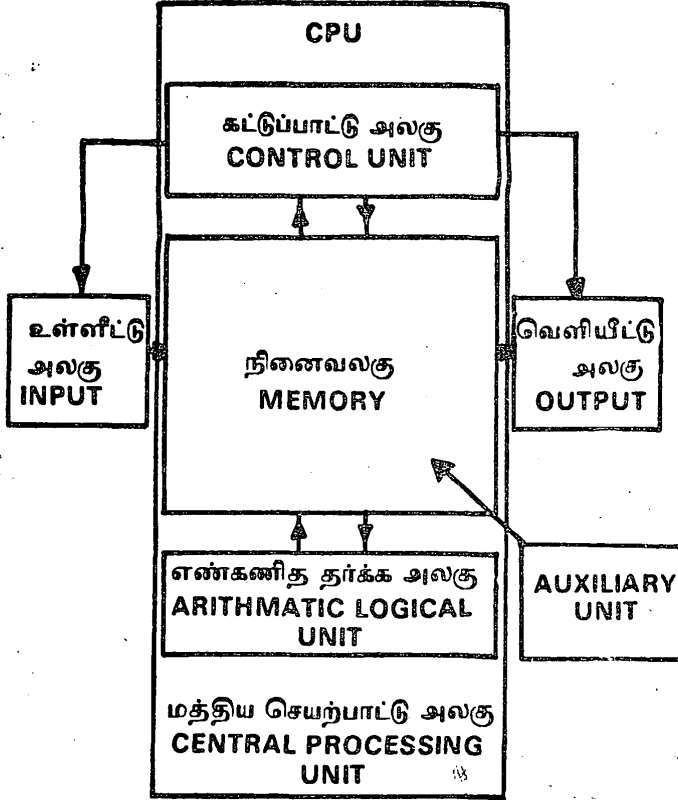 CPU
கட்டுப்பாட்டு அலகு
CONTROL UNIT
உள்ளீட்டு
அலகு
INPUT
நினைவலகு
MEMORY
வெளியீட்டு
அலகு
OUTPUT
எண்கணித தர்க்க அலகு
ARITHMATIC LOGICAL
UNIT
AUXILIARY
UNIT
மத்திய செயற்பாட்டு அலகு
CENTRAL PROCESSING
UNIT